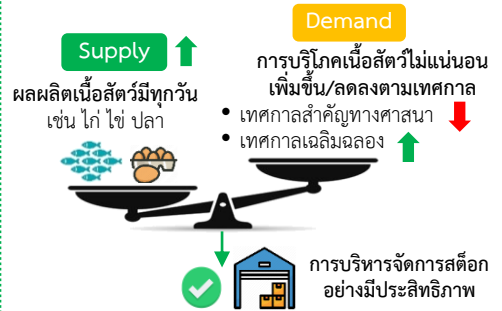 Supply
ผลผลิตเนื้อสัตว์มีทุกวัน
เช่น ไก่ ไข่ ปลา
Demand
การบริโภคเนื้อสัตว์ไม่แน่นอน
เพิ่มขึ้น/ลดลงตามเทศกาล
• เทศกาลสำคัญทางศาสนา
• เทศกาลเฉลิมฉลอง
การบริหารจัดการสต็อก
อย่างมีประสิทธิภาพ